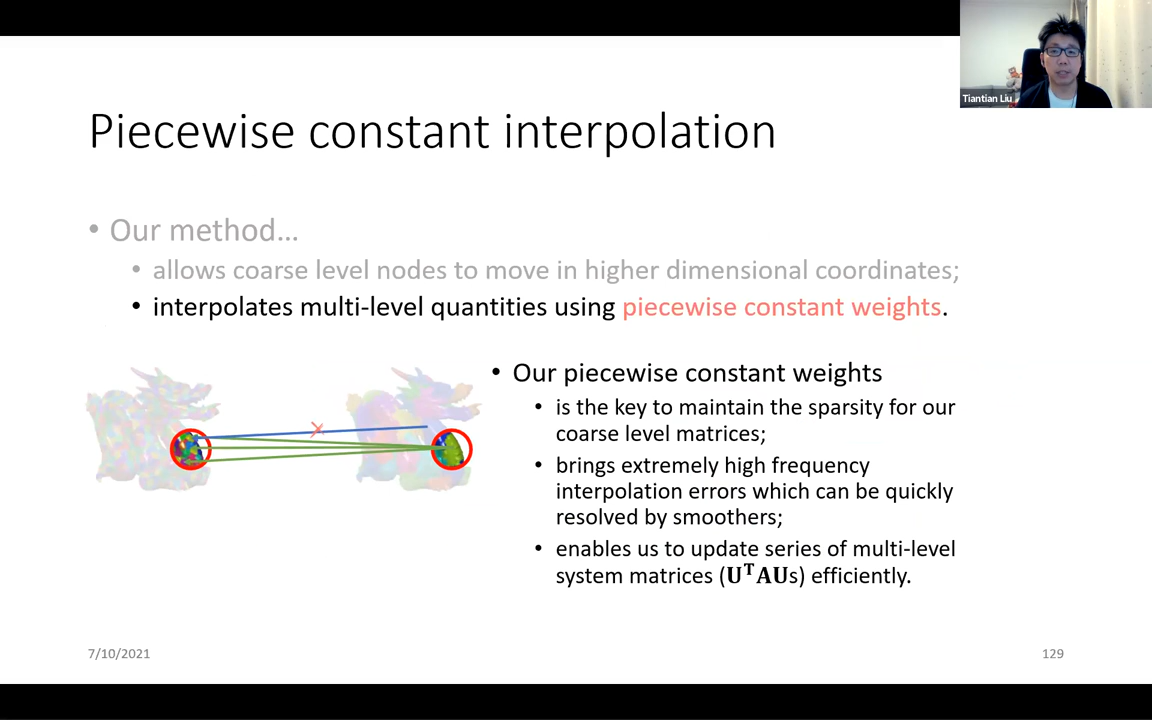 Tiantian Liu
Piecewise constant interpolation
• Our method...
• allows coarse level nodes to move in higher dimensional coordinates;
• interpolates multi-level quantities using piecewise constant weights.
• Our piecewise constant weights
• is the key to maintain the sparsity for our
coarse level matrices;
• brings extremely high frequency
interpolation errors which can be quickly
resolved by smoothers;
• enables us to update series of multi-level
system matrices (UᵀAUs) efficiently.
7/10/2021
129